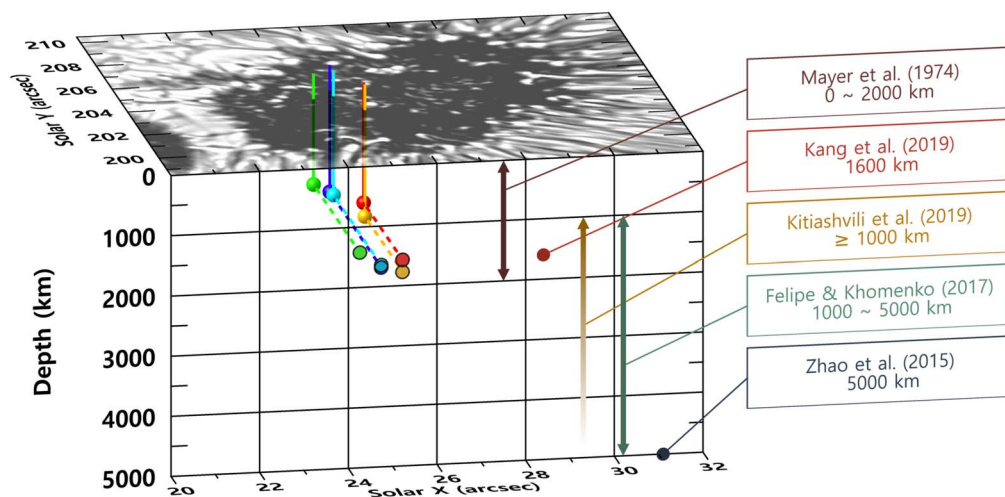 210
208
206
204
202
200
Solar Y (arcsec)
0
1000
2000
3000
4000
5000
Depth (km)
20
22
24
26
28
30
32
Solar X (arcsec)
Mayer et al. (1974)
0 ~ 2000 km
Kang et al. (2019)
1600 km
Kitiashvili et al. (2019)
≥ 1000 km
Felipe & Khomenko (2017)
1000 ~ 5000 km
Zhao et al. (2015)
5000 km